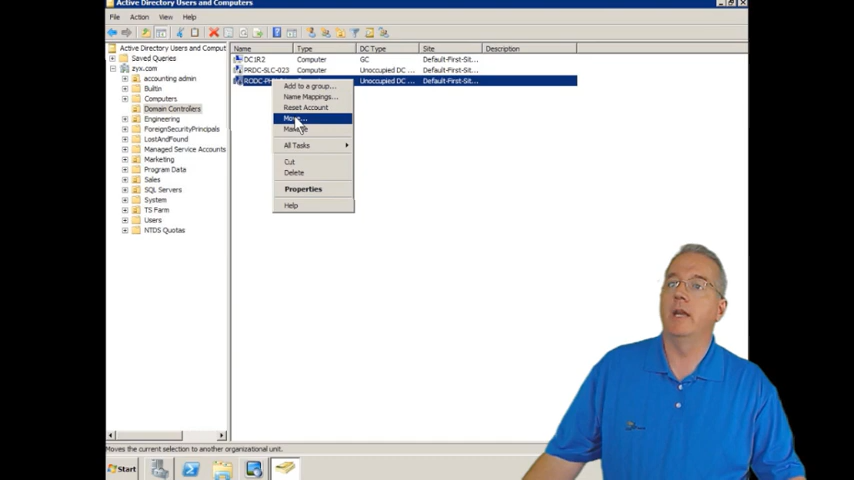 Active Directory Users and Computers
File Action View Help
Active Directory Users and Comput
Saved Queries
zyx.com
accounting admin
Builtin
Computers
Domain Controllers
Engineering
ForeignSecurityPrincipals
LostAndFound
Managed Service Accounts
Marketing
Program Data
Sales
SQL Servers
System
TS Farm
Users
NTDS Quotas
Name Type DC Type Site Description
DC1R2 Computer GC Default-First-Sit...
PRDC-SLC-023 Computer Unoccupied DC ... Default-First-Sit...
Unoccupied DC ... Default-First-Sit...
Add to a group...
Name Mappings...
Reset Account
Move...
Manage
All Tasks
Cut
Delete
Properties
Help
Moves the current selection to another organizational unit.
Start